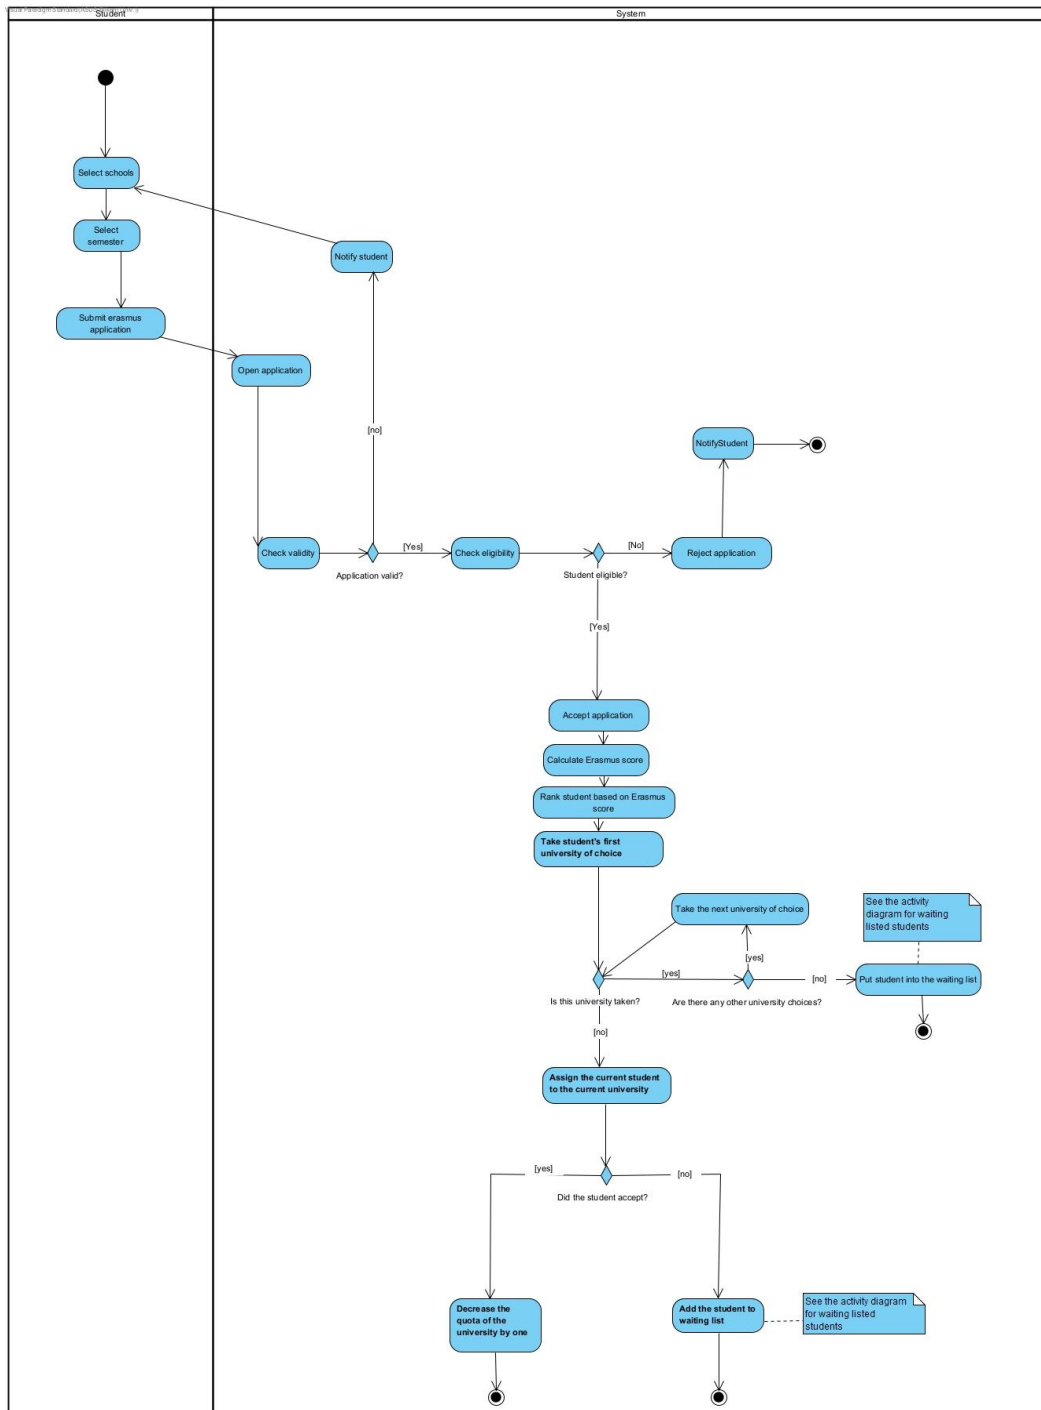 Student
System
Select schools
Select
semester
Notify student
Submit erasmus
application
Open application
[no]
NotifyStudent
Check validity
[Yes]
Check eligibility
[No]
Reject application
Application valid?
Student eligible?
[Yes]
Accept application
Calculate Erasmus score
Rank student based on Erasmus
score
Take student's first
university of choice
Take the next university of choice
See the activity
diagram for waiting
listed students
[yes]
[yes]
[no]
Put student into the waiting list
Is this university taken?
Are there any other university choices?
[no]
Assign the current student
to the current university
[yes]
[no]
Did the student accept?
Decrease the
quota of the
university by one
Add the student to
waiting list
See the activity diagram
for waiting listed
students